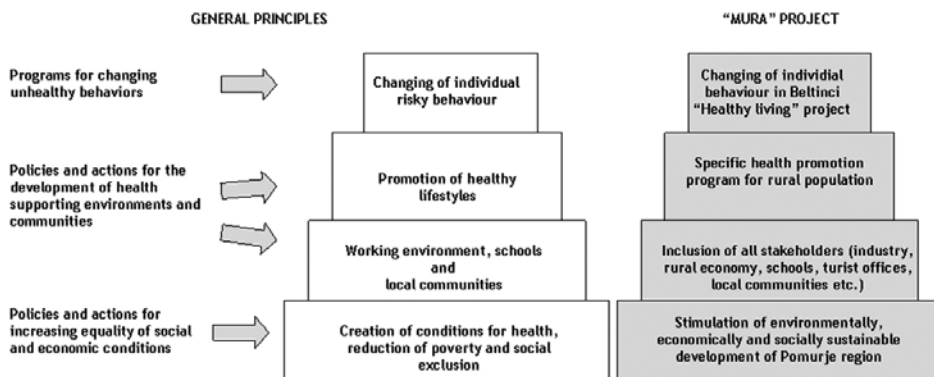 GENERAL PRINCIPLES
"MURA" PROJECT
Programs for changing
unhealthy behaviors
Changing of individual
risky behaviour
Changing of individial
behaviour in Beltinci
"Healthy living" project
Policies and actions for the
development of health
supporting environments and
communities
Promotion of healthy
lifestyles
Specific health promotion
program for rural population
Working environment, schools
and
local communities
Inclusion of all stakeholders (industry,
rural economy, schools, turist offices,
local communities etc.)
Policies and actions for
increasing equality of social
and economic conditions
Creation of conditions for health,
reduction of poverty and social
exclusion
Stimulation of environmentally,
economically and socially sustainable
development of Pomurje region